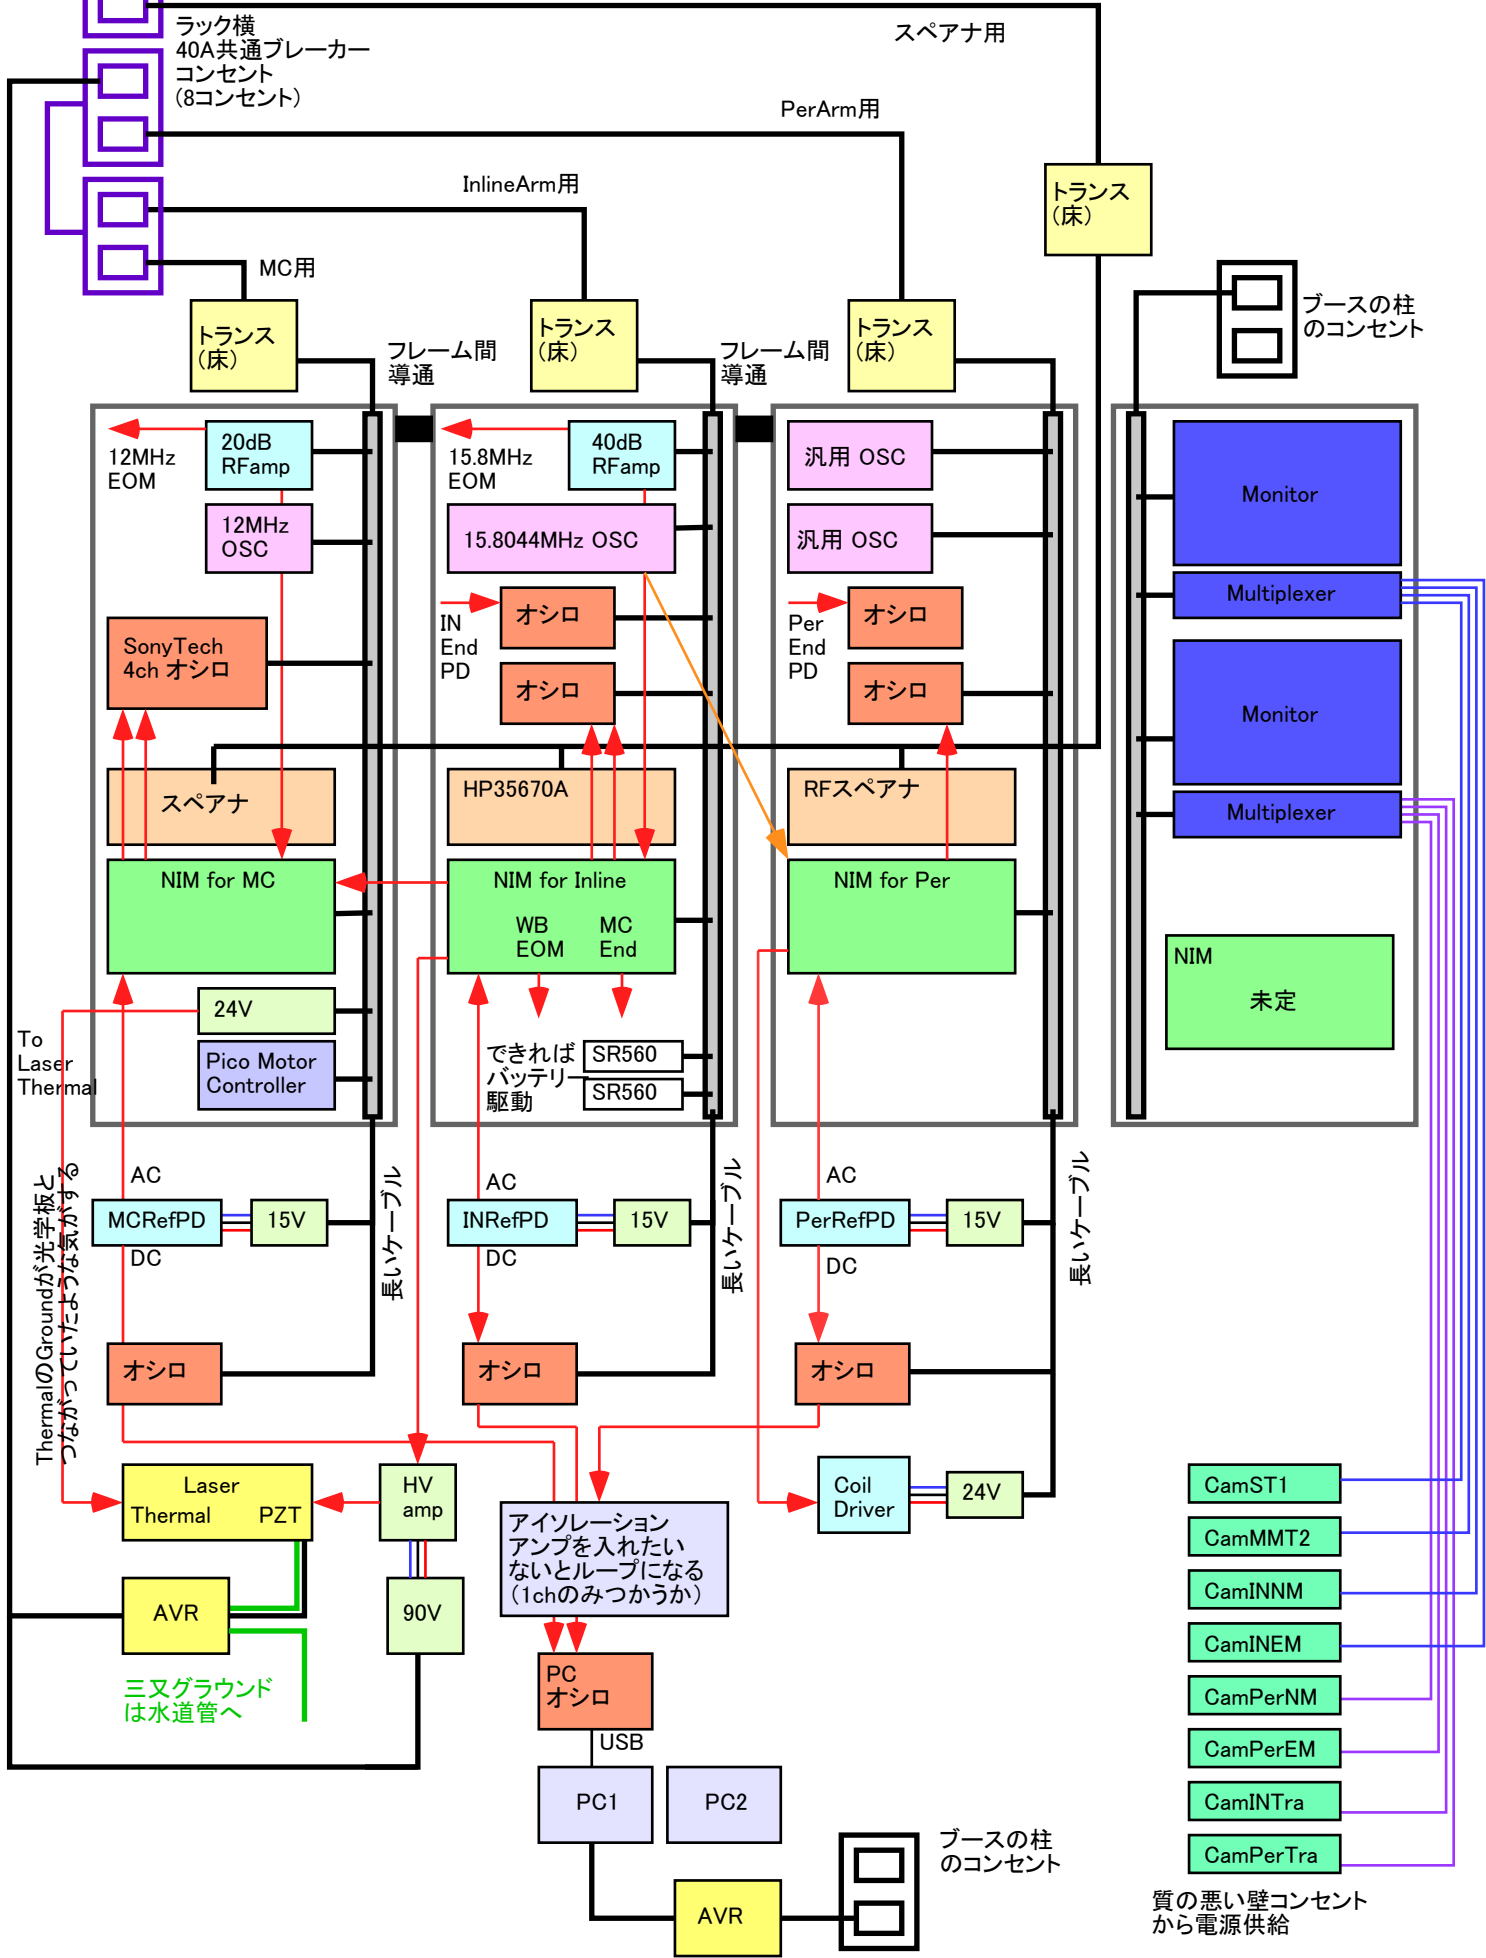 ラック横
40A共通ブレーカー
コンセント
(8コンセント)
スペアナ用
PerArm用
InlineArm用
MC用
トランス
(床)
トランス
(床)
トランス
(床)
トランス
(床)
フレーム間
導通
フレーム間
導通
ブースの柱
のコンセント
12MHz
EOM
20dB
RFamp
12MHz
OSC
SonyTech
4ch オシロ
スペアナ
NIM for MC
24V
Pico Motor
Controller
To
Laser
Thermal
15.8MHz
EOM
40dB
RFamp
15.8044MHz OSC
IN
End
PD
オシロ
オシロ
HP35670A
NIM for Inline
WB
EOM
MC
End
できれば
バッテリー
駆動
SR560
SR560
汎用 OSC
汎用 OSC
Per
End
PD
オシロ
オシロ
RFスペアナ
NIM for Per
Monitor
Multiplexer
Monitor
Multiplexer
NIM
未定
AC
MCRefPD
15V
DC
長いケーブル
AC
INRefPD
15V
DC
長いケーブル
AC
PerRefPD
15V
DC
長いケーブル
ThermalのGroundが光学板と
つながっていたような気がする
オシロ
オシロ
オシロ
Laser
Thermal
PZT
HV
amp
AVR
90V
三又グラウンド
は水道管へ
アイソレーション
アンプを入れたい
ないとループになる
(1chのみつかうか)
Coil
Driver
24V
PC
オシロ
USB
PC1
PC2
AVR
ブースの柱
のコンセント
CamST1
CamMMT2
CamINNM
CamINEM
CamPerNM
CamPerEM
CamINTra
CamPerTra
質の悪い壁コンセント
から電源供給